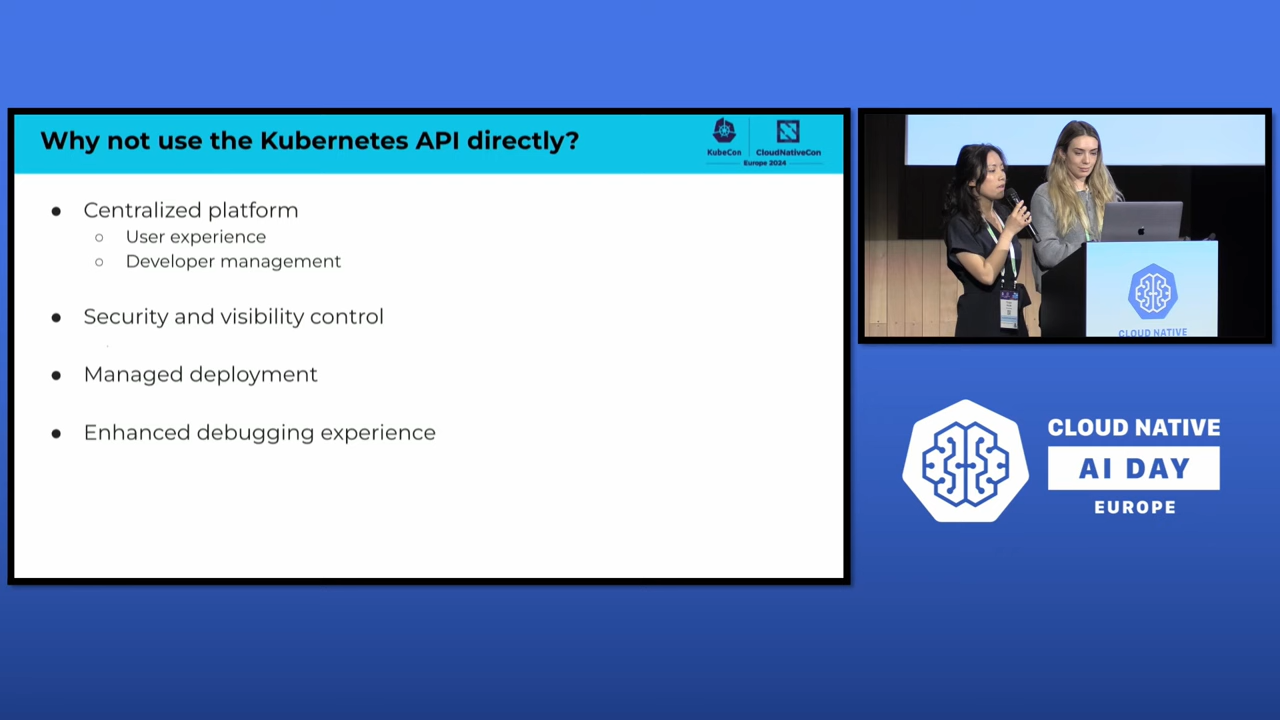 Why not use the Kubernetes API directly?
KubeCon
CloudNativeCon
Europe 2024
● Centralized platform
○ User experience
○ Developer management
● Security and visibility control
● Managed deployment
● Enhanced debugging experience
CLOUD NATIVE
CLOUD NATIVE
AI DAY
EUROPE